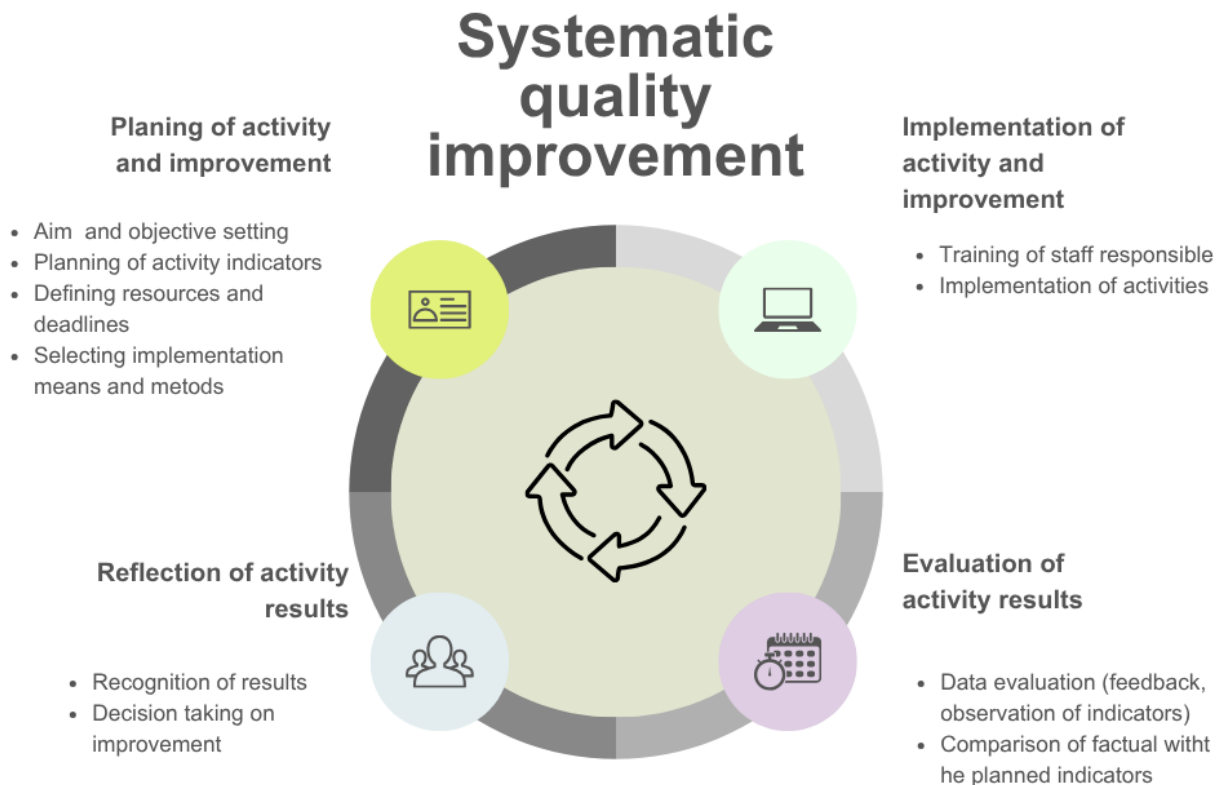 Systematic
quality
improvement
Planing of activity
and improvement
• Aim and objective setting
• Planning of activity indicators
• Defining resources and
deadlines
• Selecting implementation
means and metods
Implementation of
activity and
improvement
• Training of staff responsible
• Implementation of activities
Reflection of activity
results
• Recognition of results
• Decision taking on
improvement
Evaluation of
activity results
• Data evaluation (feedback,
observation of indicators)
• Comparison of factual witht
he planned indicators